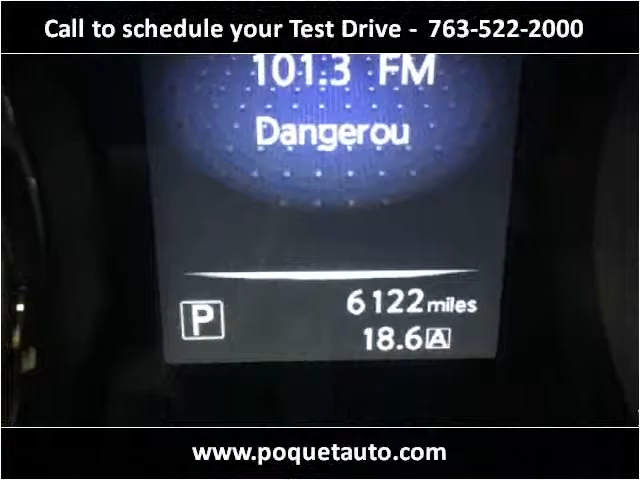 Call to schedule your Test Drive - 763-522-2000
101.3 FM
Dangerou
P 6122 miles
18.6 A
www.poquetauto.com